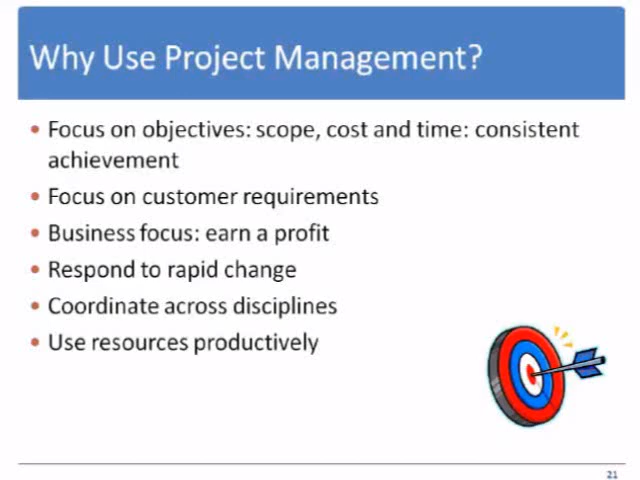 Why Use Project Management?
• Focus on objectives: scope, cost and time: consistent
achievement
• Focus on customer requirements
• Business focus: earn a profit
• Respond to rapid change
• Coordinate across disciplines
• Use resources productively
21